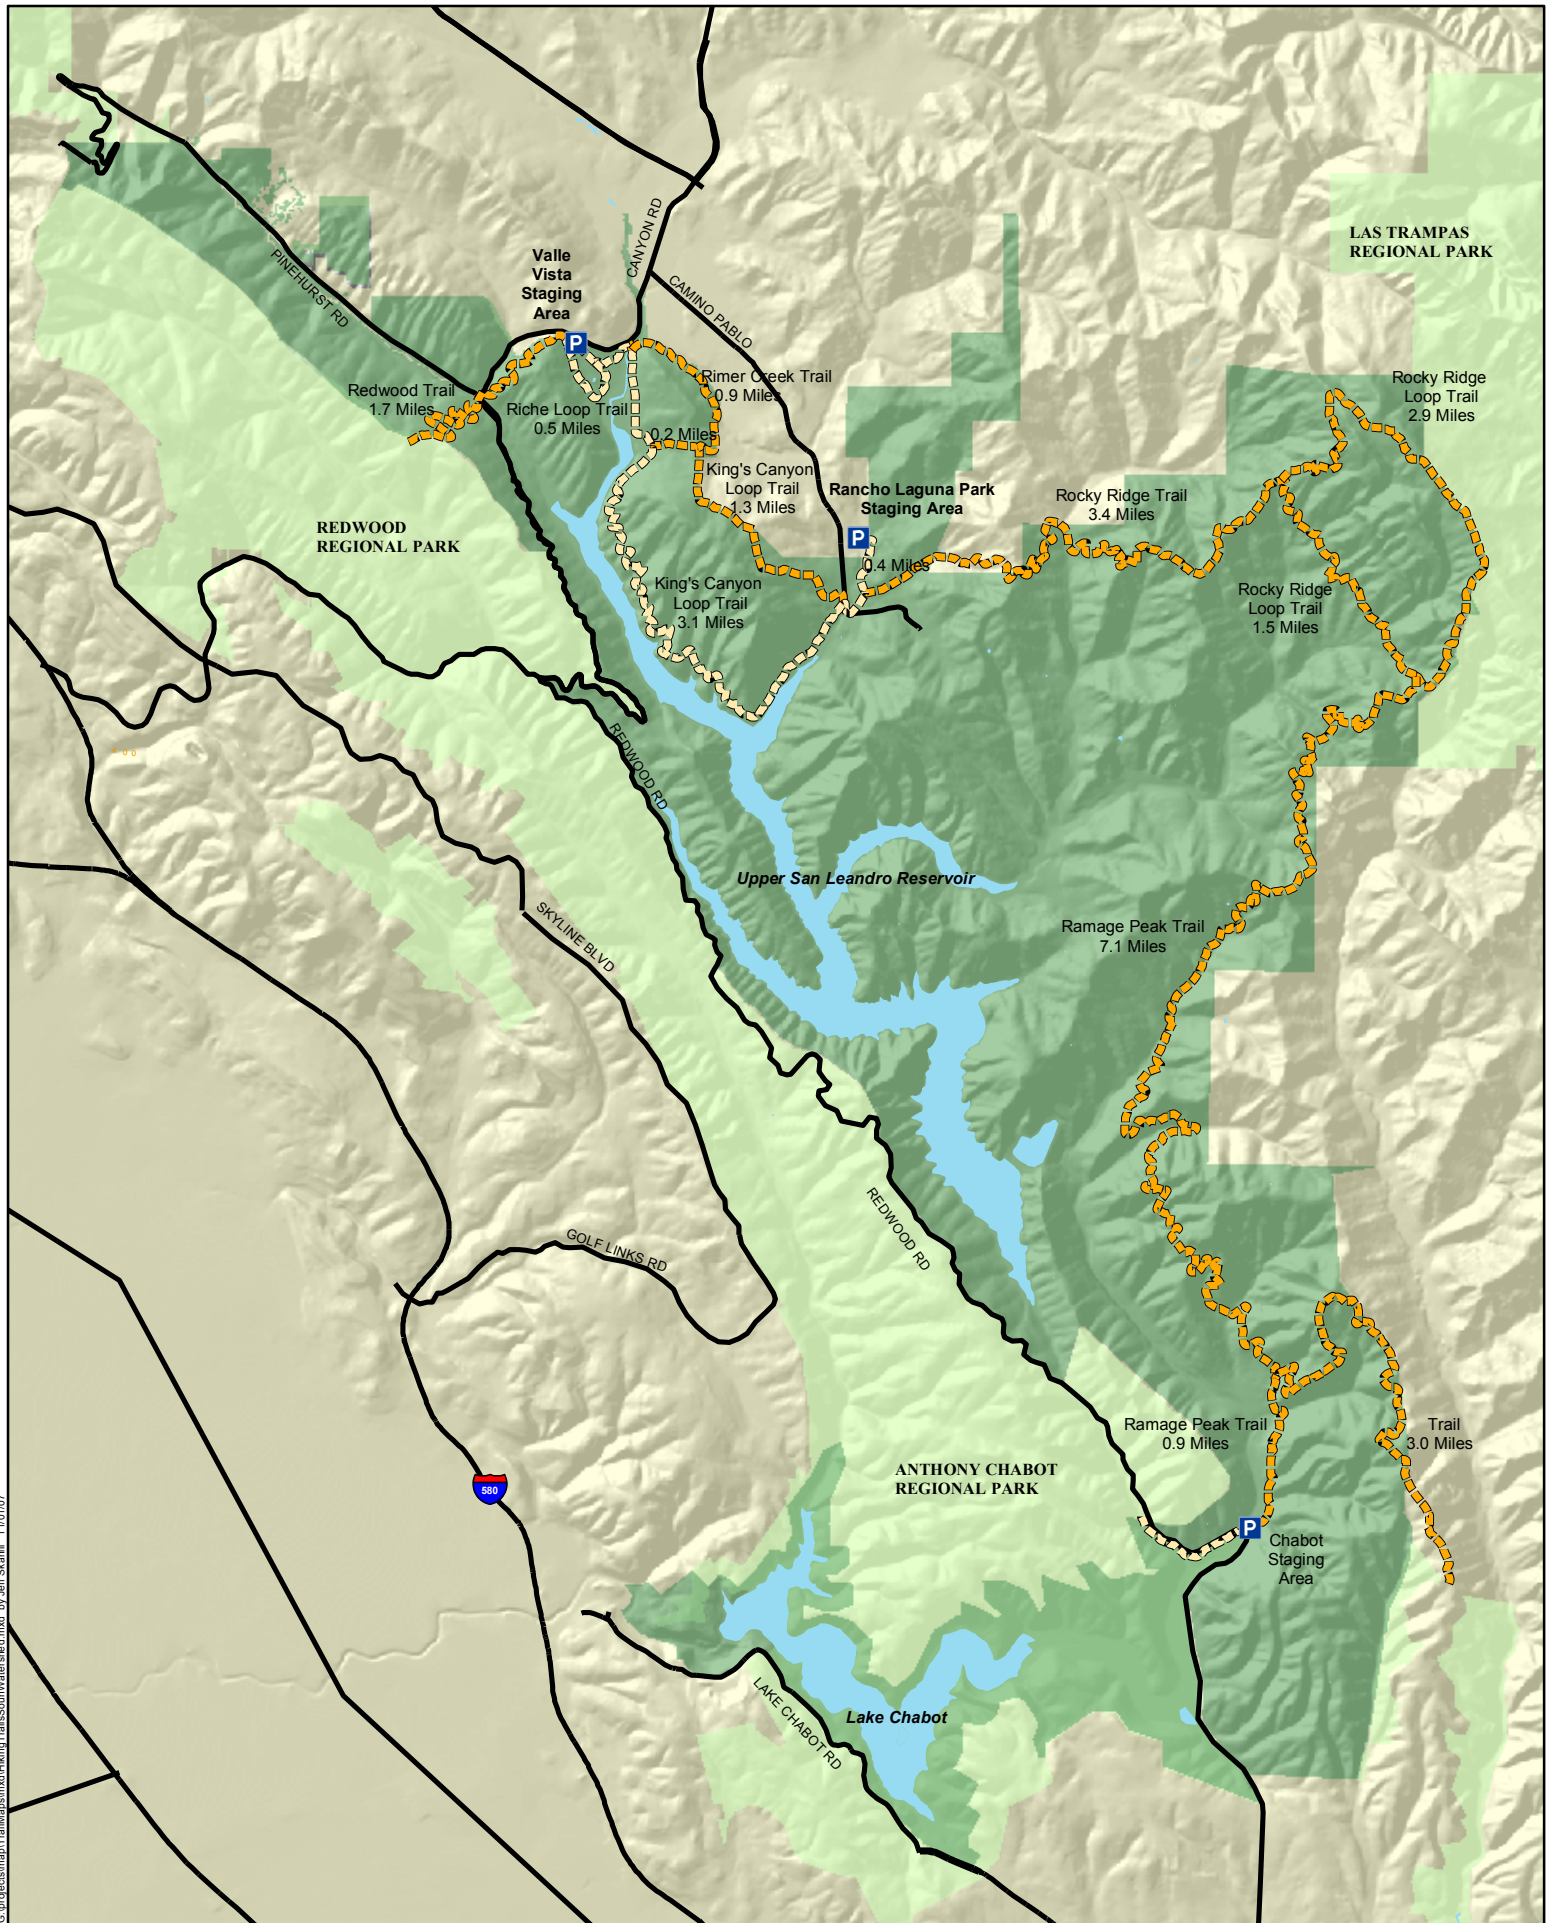 LAS TRAMPAS
REGIONAL PARK
CANYON RD
Valle
Vista
Staging
Area
PINEHURST RD
CAMINO PABLO
P
Redwood Trail
1.7 Miles
Riche Loop Trail
0.5 Miles
Rimer Creek Trail
0.9 Miles
0.2 Miles
Rocky Ridge
Loop Trail
2.9 Miles
King's Canyon
Loop Trail
1.3 Miles
Rancho Laguna Park
Staging Area
P
0.4 Miles
Rocky Ridge Trail
3.4 Miles
REDWOOD
REGIONAL PARK
King's Canyon
Loop Trail
3.1 Miles
Rocky Ridge
Loop Trail
1.5 Miles
REDWOOD RD
Upper San Leandro Reservoir
SKYLINE BLVD
Ramage Peak Trail
7.1 Miles
REDWOOD RD
GOLF LINKS RD
Ramage Peak Trail
0.9 Miles
Trail
3.0 Miles
ANTHONY CHABOT
REGIONAL PARK
580
P
Chabot
Staging
Area
LAKE CHABOT RD
Lake Chabot
by Jeff Skahill 11/01/07